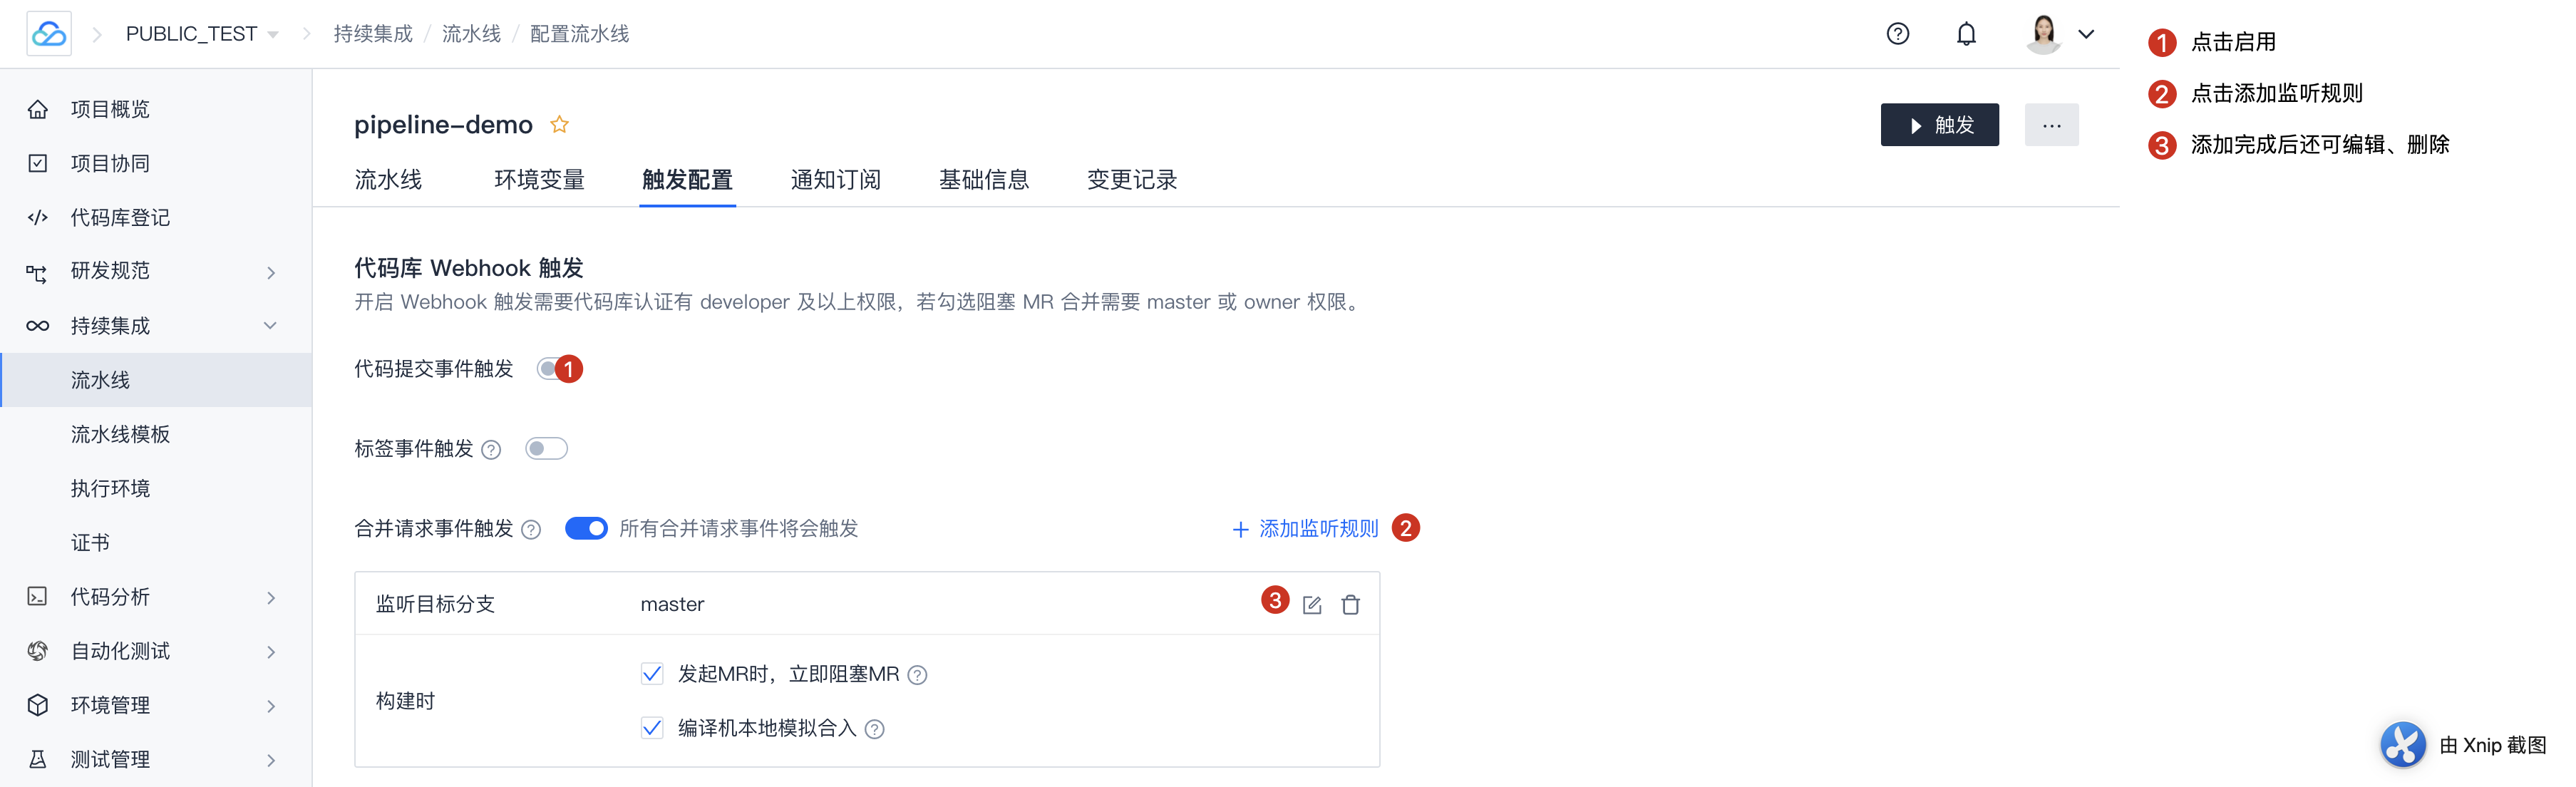 PUBLIC_TEST 持续集成 / 流水线 / 配置流水线
1 点击启用
2 点击添加监听规则
3 添加完成后还可编辑、删除
项目概览
项目协同
代码库登记
研发规范
持续集成
流水线
流水线模板
执行环境
证书
代码分析
自动化测试
环境管理
测试管理
pipeline-demo
触发
...
流水线 环境变量 触发配置 通知订阅 基础信息 变更记录
代码库 Webhook 触发
开启 Webhook 触发需要代码库认证有 developer 及以上权限，若勾选阻塞 MR 合并需要 master 或 owner 权限。
代码提交事件触发 1
标签事件触发 ?
合并请求事件触发 ? 所有合并请求事件将会触发 + 添加监听规则 2
监听目标分支 master 3
构建时
发起MR时，立即阻塞MR ?
编译机本地模拟合入 ?
由 Xnip 截图